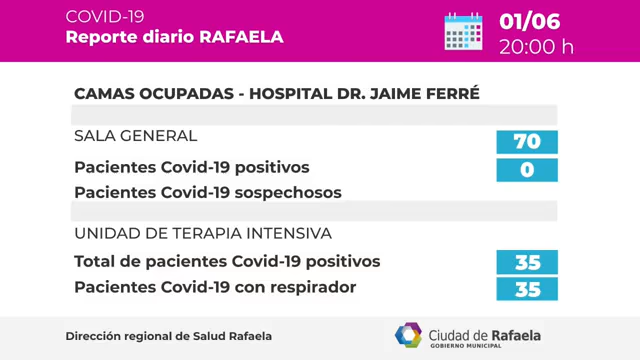 COVID-19
Reporte diario RAFAELA
01/06
20:00 h
CAMAS OCUPADAS - HOSPITAL DR. JAIME FERRÉ
SALA GENERAL
70
Pacientes Covid-19 positivos
0
Pacientes Covid-19 sospechosos
UNIDAD DE TERAPIA INTENSIVA
Total de pacientes Covid-19 positivos
35
Pacientes Covid-19 con respirador
35
Dirección regional de Salud Rafaela
Ciudad de Rafaela
GOBIERNO MUNICIPAL